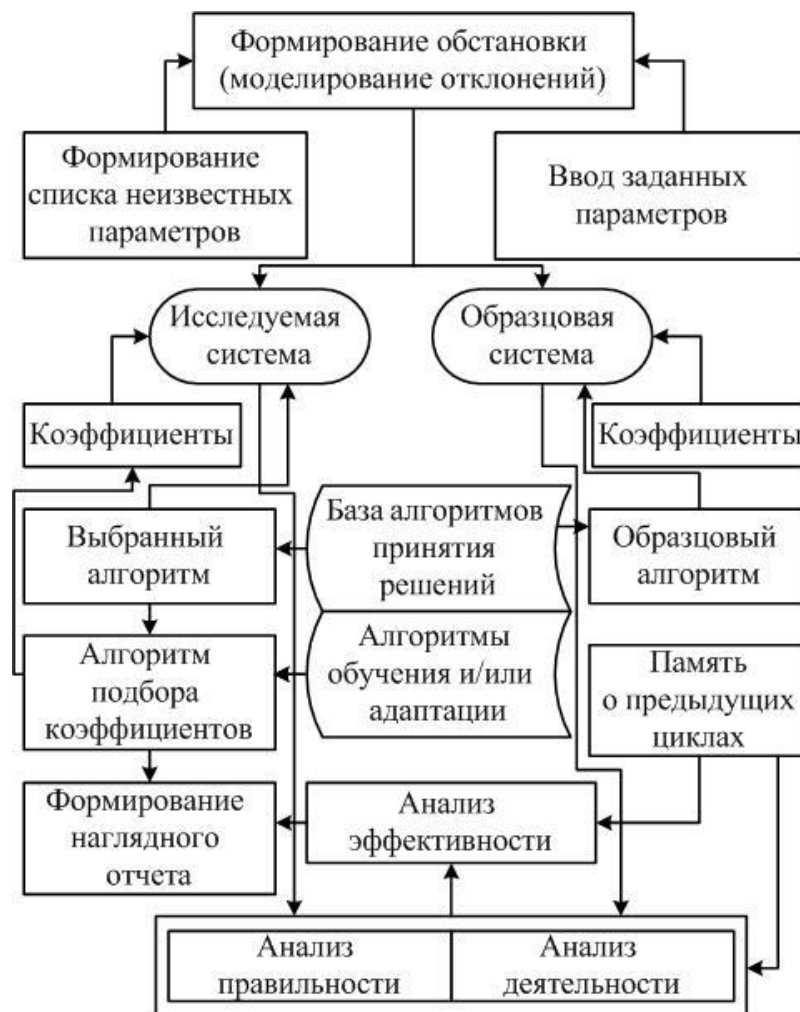 Формирование обстановки
(моделирование отклонений)
Формирование
списка неизвестных
параметров
Ввод заданных
параметров
Исследуемая
система
Образцовая
система
Коэффициенты
Коэффициенты
База алгоритмов
принятия
решений
Выбранный
алгоритм
Образцовый
алгоритм
Алгоритм
подбора
коэффициентов
Алгоритмы
обучения и/или
адаптации
Память
о предыдущих
циклах
Формирование
наглядного
отчета
Анализ
эффективности
Анализ
правильности
Анализ
деятельности